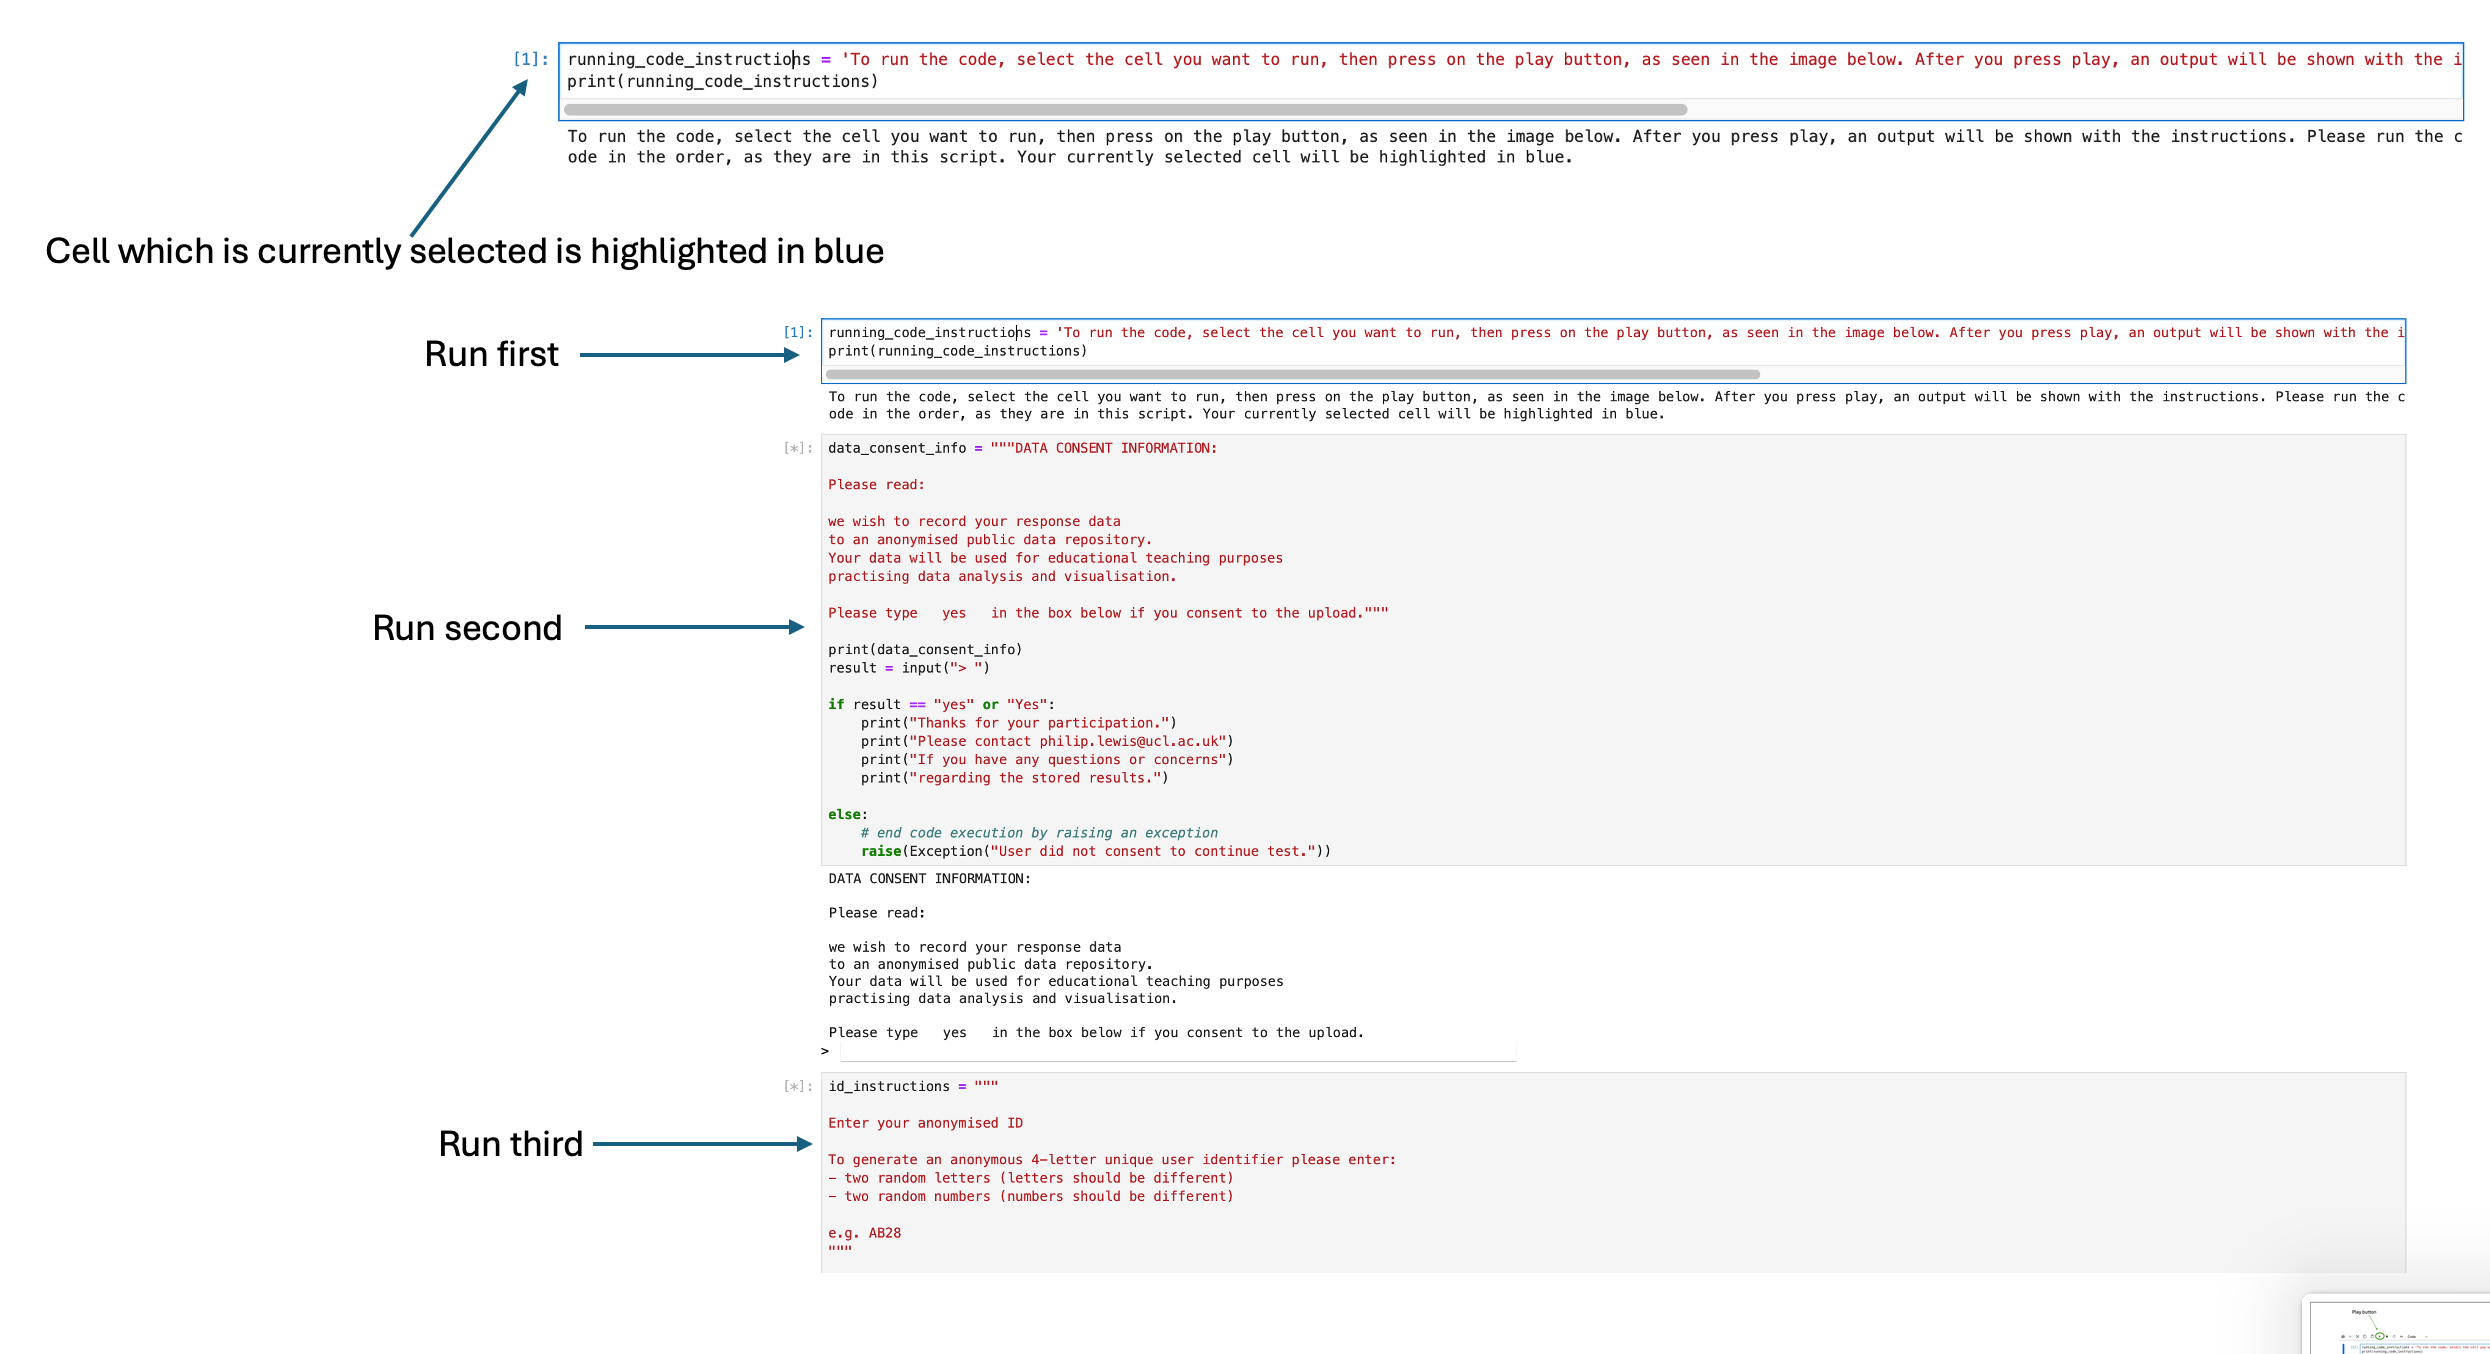 [1]: running_code_instructions = 'To run the code, select the cell you want to run, then press on the play button, as seen in the image below. After you press play, an output will be shown with the i
print(running_code_instructions)
To run the code, select the cell you want to run, then press on the play button, as seen in the image below. After you press play, an output will be shown with the instructions. Please run the c
ode in the order, as they are in this script. Your currently selected cell will be highlighted in blue.
Cell which is currently selected is highlighted in blue
Run first
[1]: running_code_instructions = 'To run the code, select the cell you want to run, then press on the play button, as seen in the image below. After you press play, an output will be shown with the i
print(running_code_instructions)
To run the code, select the cell you want to run, then press on the play button, as seen in the image below. After you press play, an output will be shown with the instructions. Please run the c
ode in the order, as they are in this script. Your currently selected cell will be highlighted in blue.
[*]: data_consent_info = """DATA CONSENT INFORMATION:
Please read:
we wish to record your response data
to an anonymised public data repository.
Your data will be used for educational teaching purposes
practising data analysis and visualisation.
Please type   yes   in the box below if you consent to the upload."""
Run second
print(data_consent_info)
result = input("> ")
if result == "yes" or "Yes":
    print("Thanks for your participation.")
    print("Please contact philip.lewis@ucl.ac.uk")
    print("If you have any questions or concerns")
    print("regarding the stored results.")
else:
    # end code execution by raising an exception
    raise(Exception("User did not consent to continue test."))
DATA CONSENT INFORMATION:
Please read:
we wish to record your response data
to an anonymised public data repository.
Your data will be used for educational teaching purposes
practising data analysis and visualisation.
Please type   yes   in the box below if you consent to the upload.
>
[*]: id_instructions = """
Enter your anonymised ID
Run third
To generate an anonymous 4-letter unique user identifier please enter:
- two random letters (letters should be different)
- two random numbers (numbers should be different)
e.g. AB28
"""
Play button